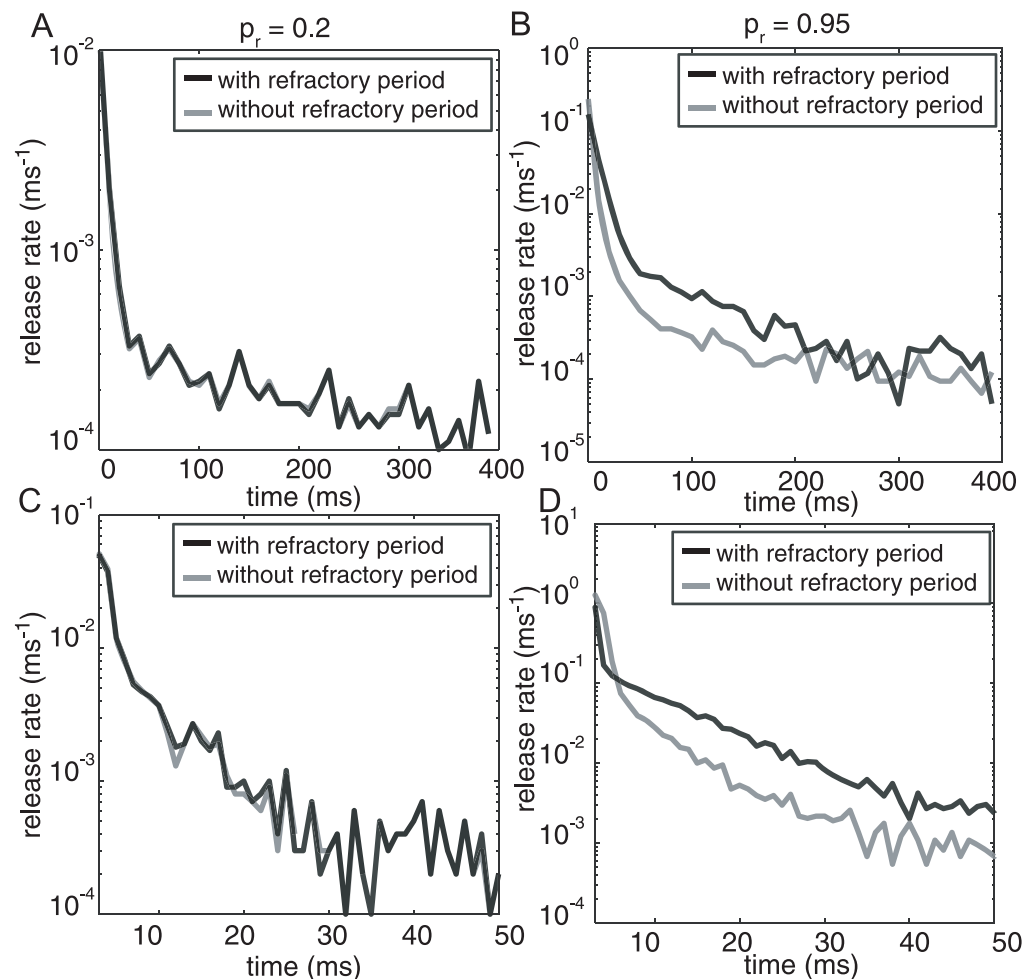 A
p_r = 0.2
10^-2
10^-3
10^-4
release rate (ms^-1)
with refractory period
without refractory period
0 100 200 300 400
time (ms)
B
p_r = 0.95
10^0
10^-1
10^-2
10^-3
10^-4
10^-5
release rate (ms^-1)
with refractory period
without refractory period
0 100 200 300 400
time (ms)
C
10^-1
10^-2
10^-3
10^-4
release rate (ms^-1)
with refractory period
without refractory period
10 20 30 40 50
time (ms)
D
10^1
10^0
10^-1
10^-2
10^-3
10^-4
release rate (ms^-1)
with refractory period
without refractory period
10 20 30 40 50
time (ms)